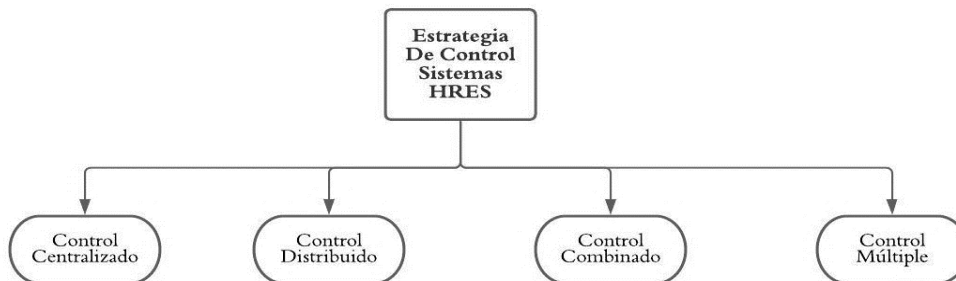 Estrategia
De Control
Sistemas
HRES
Control
Centralizado
Control
Distribuido
Control
Combinado
Control
Múltiple